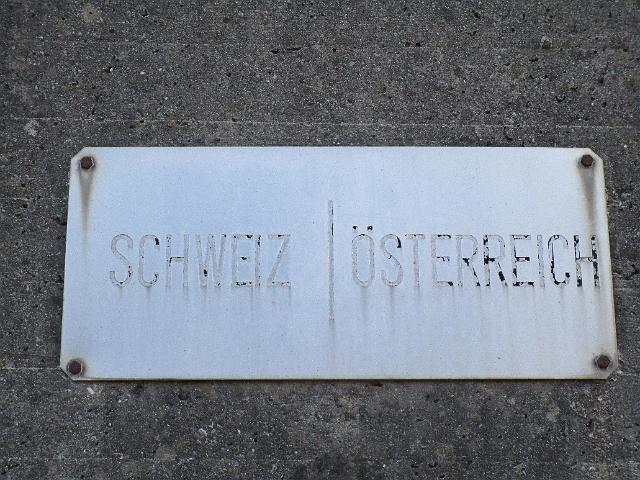 SCHWEIZ | ÖSTERREICH